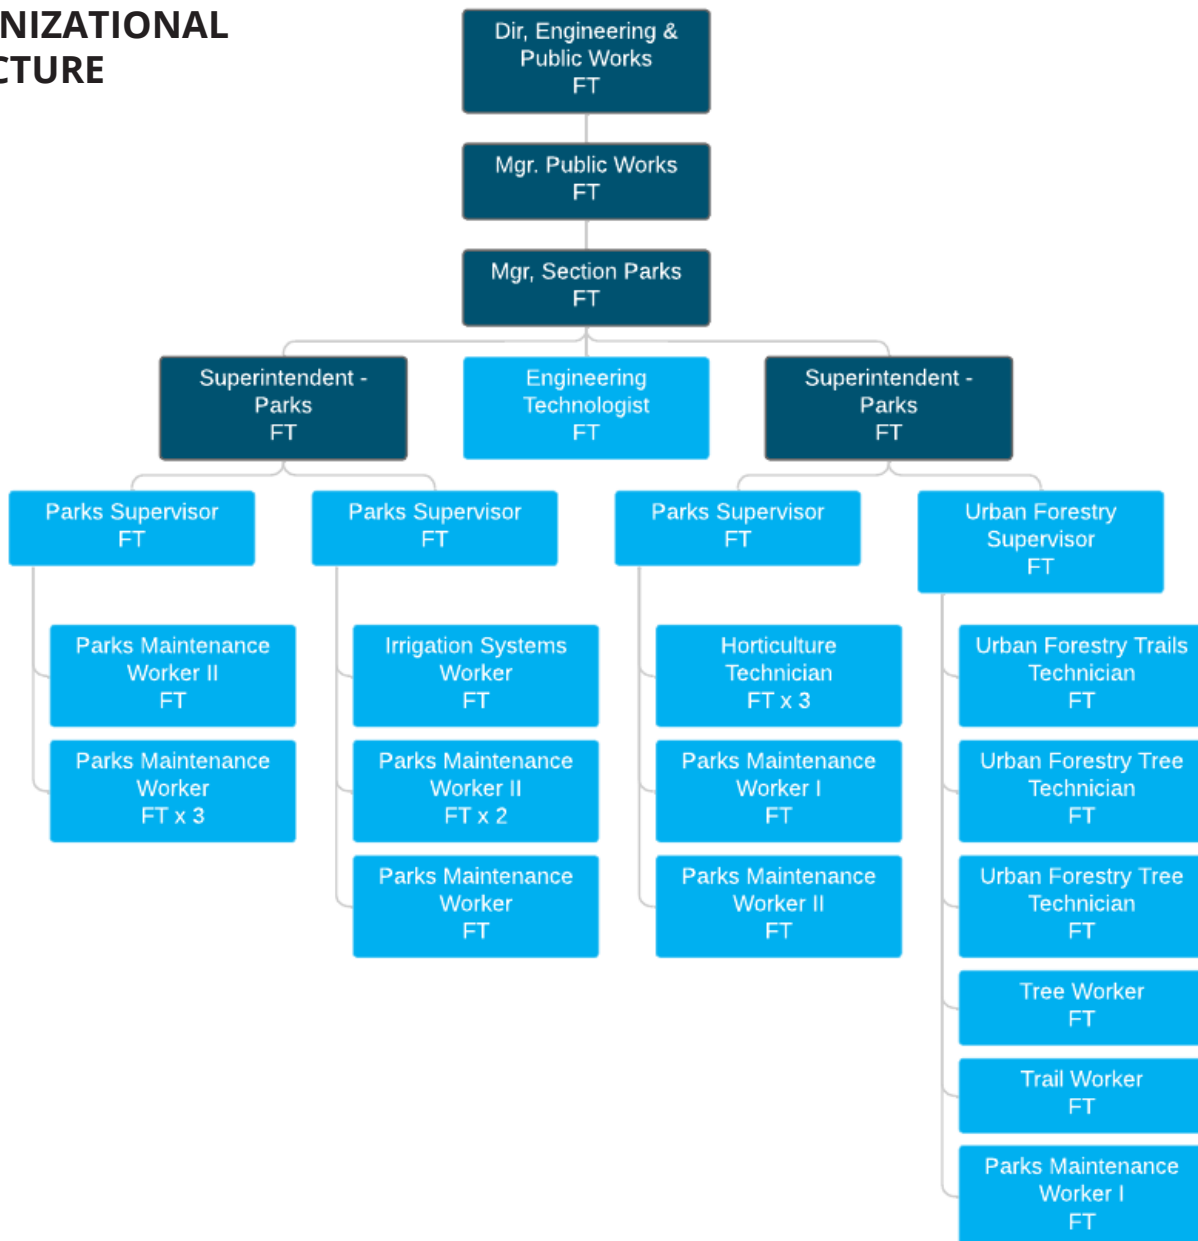 NIZATIONAL
CTURE
Dir, Engineering &
Public Works
FT
Mgr. Public Works
FT
Mgr, Section Parks
FT
Superintendent -
Parks
FT
Engineering
Technologist
FT
Superintendent -
Parks
FT
Parks Supervisor
FT
Parks Supervisor
FT
Parks Supervisor
FT
Urban Forestry
Supervisor
FT
Parks Maintenance
Worker II
FT
Parks Maintenance
Worker
FT x 3
Irrigation Systems
Worker
FT
Parks Maintenance
Worker II
FT x 2
Parks Maintenance
Worker
FT
Horticulture
Technician
FT x 3
Parks Maintenance
Worker I
FT
Parks Maintenance
Worker II
FT
Urban Forestry Trails
Technician
FT
Urban Forestry Tree
Technician
FT
Urban Forestry Tree
Technician
FT
Tree Worker
FT
Trail Worker
FT
Parks Maintenance
Worker I
FT